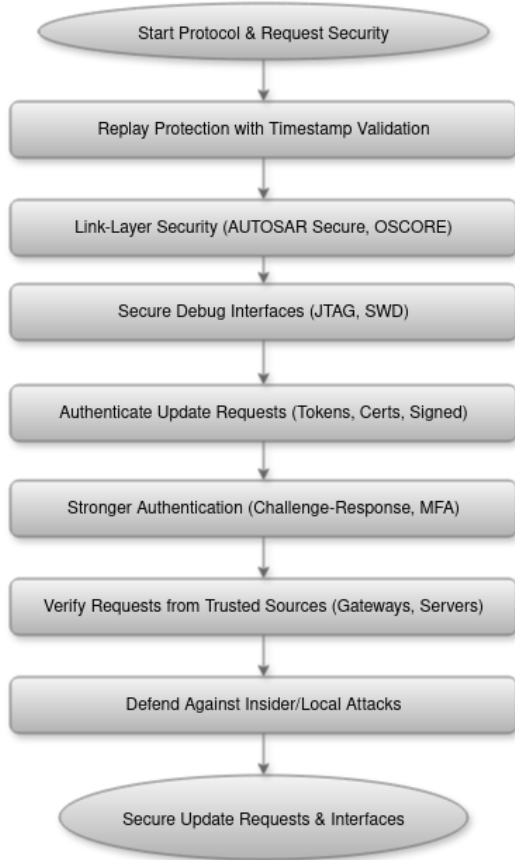 Start Protocol & Request Security
Replay Protection with Timestamp Validation
Link-Layer Security (AUTOSAR Secure, OSCORE)
Secure Debug Interfaces (JTAG, SWD)
Authenticate Update Requests (Tokens, Certs, Signed)
Stronger Authentication (Challenge-Response, MFA)
Verify Requests from Trusted Sources (Gateways, Servers)
Defend Against Insider/Local Attacks
Secure Update Requests & Interfaces